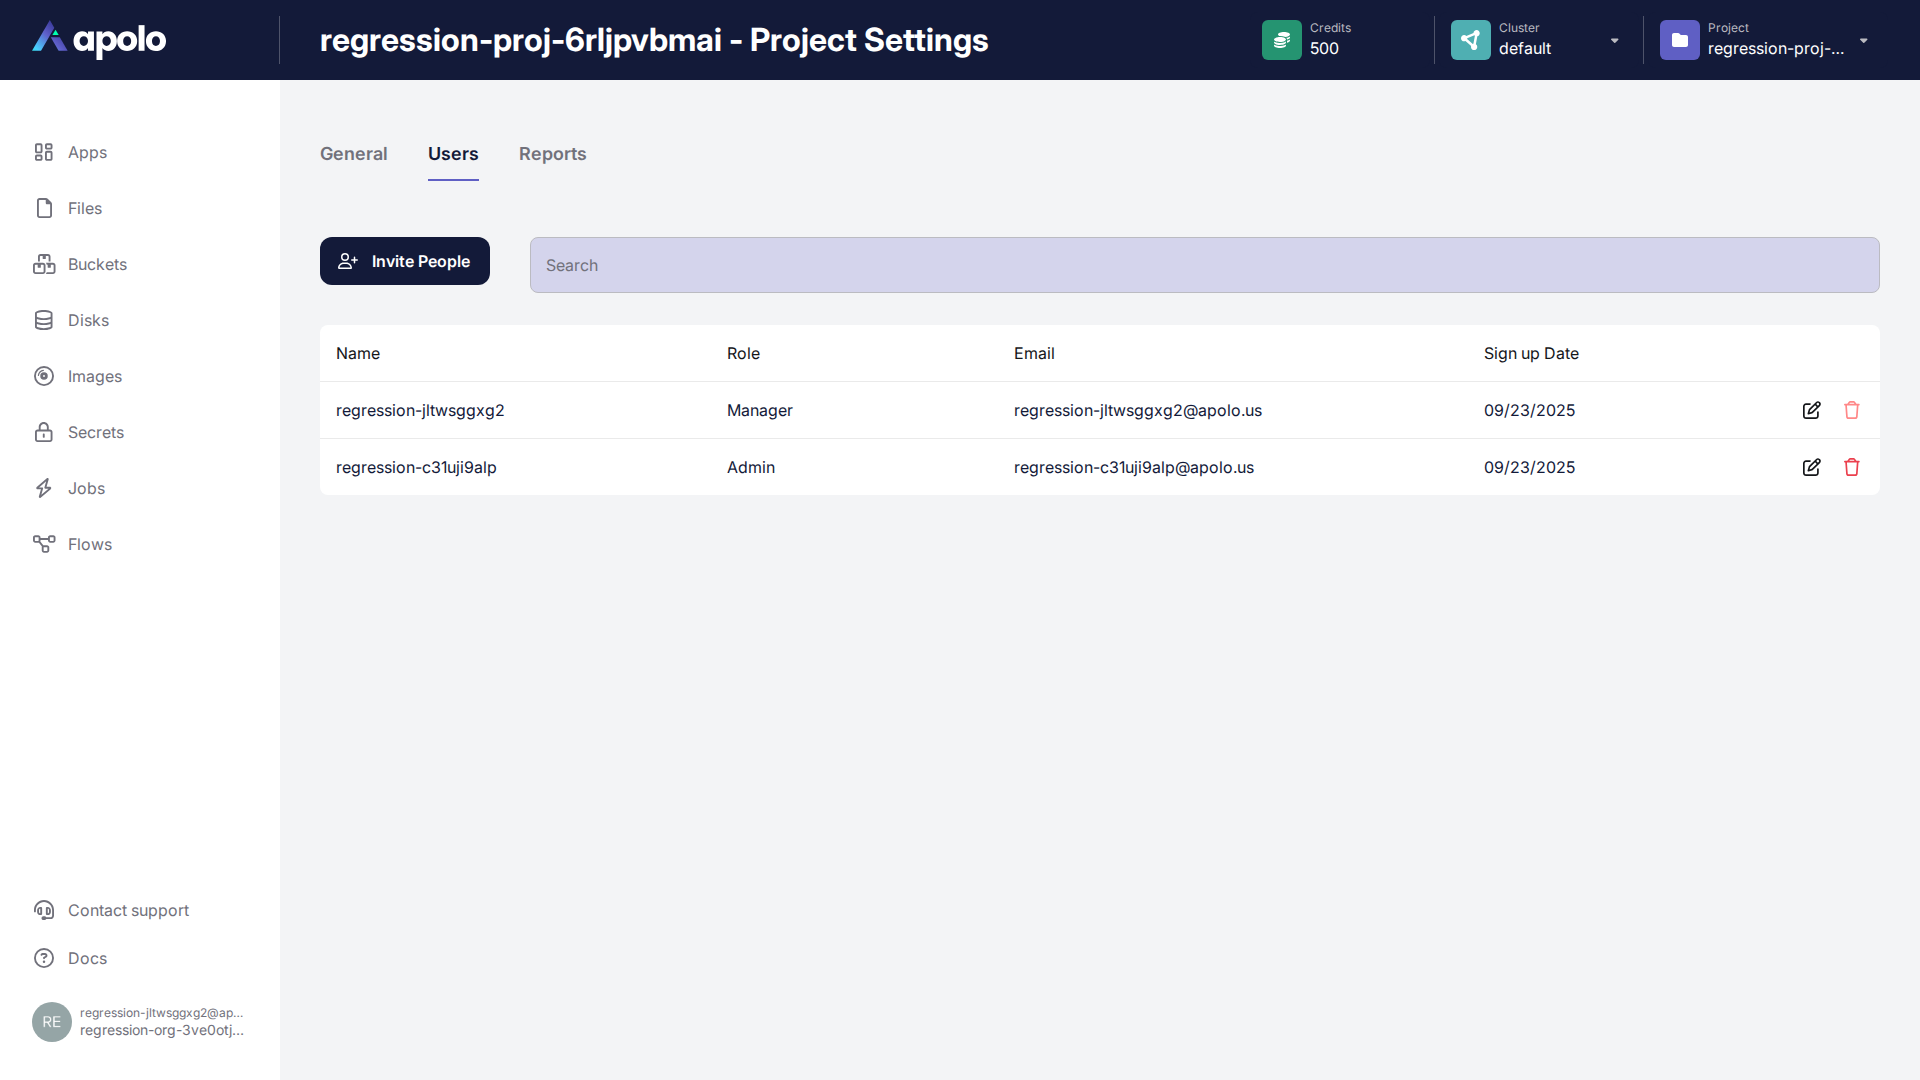 apolo
regression-proj-6rljpvbmai - Project Settings
Credits
500
Cluster
default
Project
regression-proj-...
Apps
Files
Buckets
Disks
Images
Secrets
Jobs
Flows
Contact support
Docs
RE
regression-jltwsggxg2@ap...
regression-org-3ve0otj...
General Users Reports
Invite People
Search
Name Role Email Sign up Date
regression-jltwsggxg2 Manager regression-jltwsggxg2@apolo.us 09/23/2025
regression-c31uji9alp Admin regression-c31uji9alp@apolo.us 09/23/2025